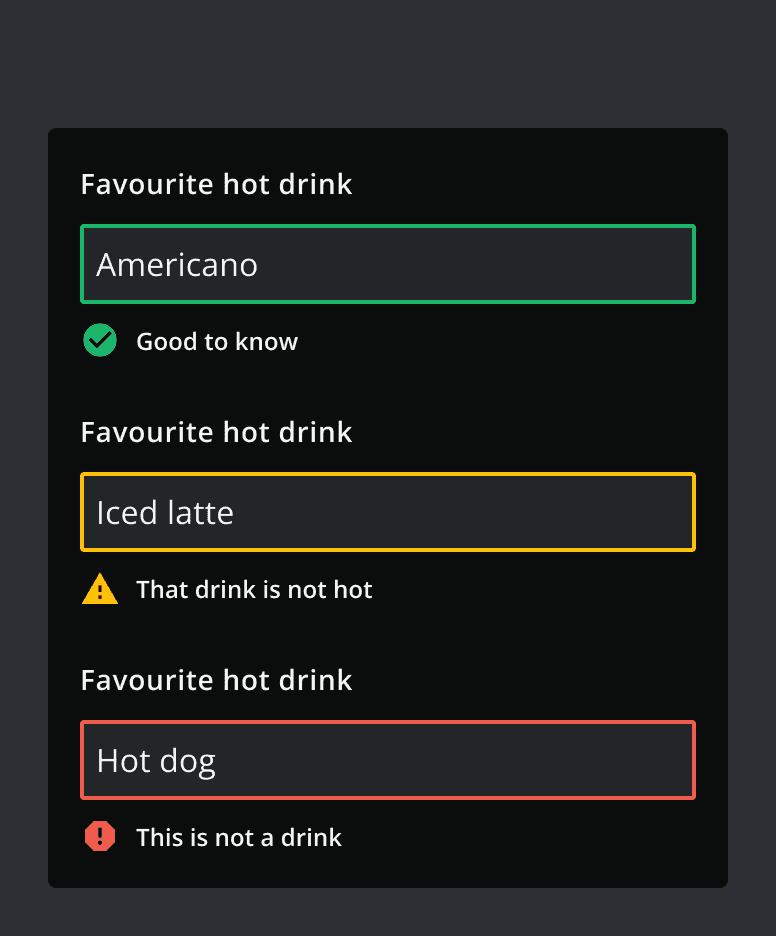 Favourite hot drink
Americano
Good to know
Favourite hot drink
Iced latte
That drink is not hot
Favourite hot drink
Hot dog
This is not a drink